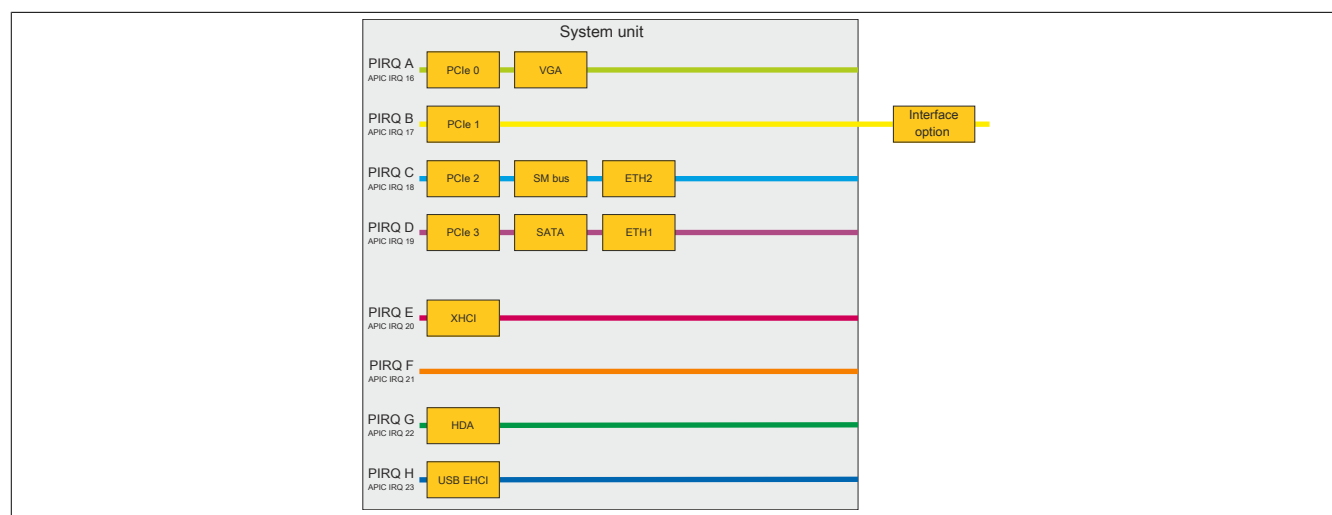 System unit
PIRQ A
APIC IRQ 16
PCIe 0
VGA
PIRQ B
APIC IRQ 17
PCIe 1
Interface
option
PIRQ C
APIC IRQ 18
PCIe 2
SM bus
ETH2
PIRQ D
APIC IRQ 19
PCIe 3
SATA
ETH1
PIRQ E
APIC IRQ 20
XHCI
PIRQ F
APIC IRQ 21
PIRQ G
APIC IRQ 22
HDA
PIRQ H
APIC IRQ 23
USB EHCI